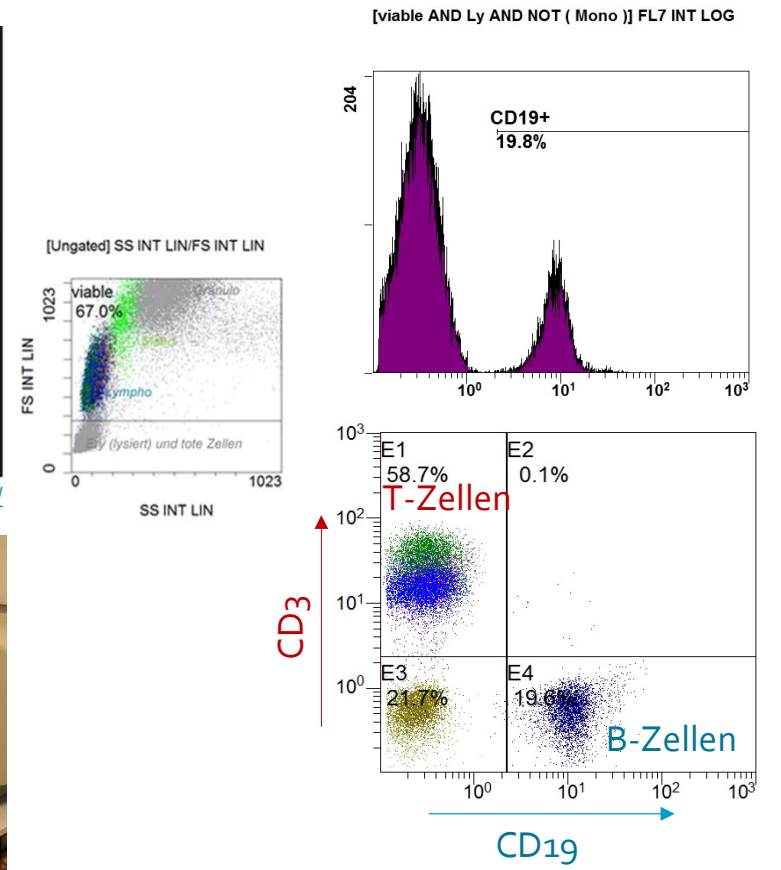 [viable AND Ly AND NOT ( Mono )] FL7 INT LOG
204
CD19+
19.8%
10⁰ 10¹ 10² 10³
[Ungated] SS INT LIN/FS INT LIN
1023
viable
67.0%
Granulo
Lympho
Ery (lysiert) und tote Zellen
FS INT LIN
0
0 1023
SS INT LIN
10³
10²
10¹
10⁰
E1
58.7%
E2
0.1%
T-Zellen
E3
21.7%
E4
19.6%
B-Zellen
CD3
10⁰ 10¹ 10² 10³
CD19